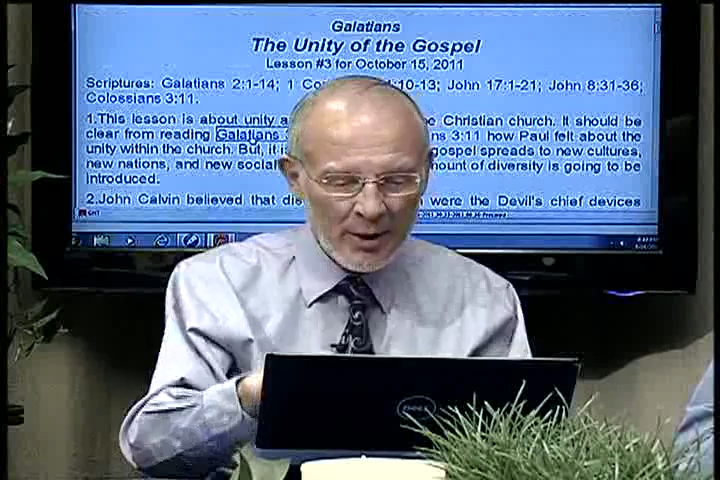 Galatians
The Unity of the Gospel
Lesson #3 for October 15, 2011
Scriptures: Galatians 2:1-14; 1 Co 10-13; John 17:1-21; John 8:31-36;
Colossians 3:11.
1.This lesson is about unity Christian church. It should be
clear from reading Galatians 3:11 how Paul felt about the
unity within the church. But, it gospel spreads to new cultures,
new nations, and new social mount of diversity is going to be
introduced.
2.John Calvin believed that were the Devil's chief devices
DELL